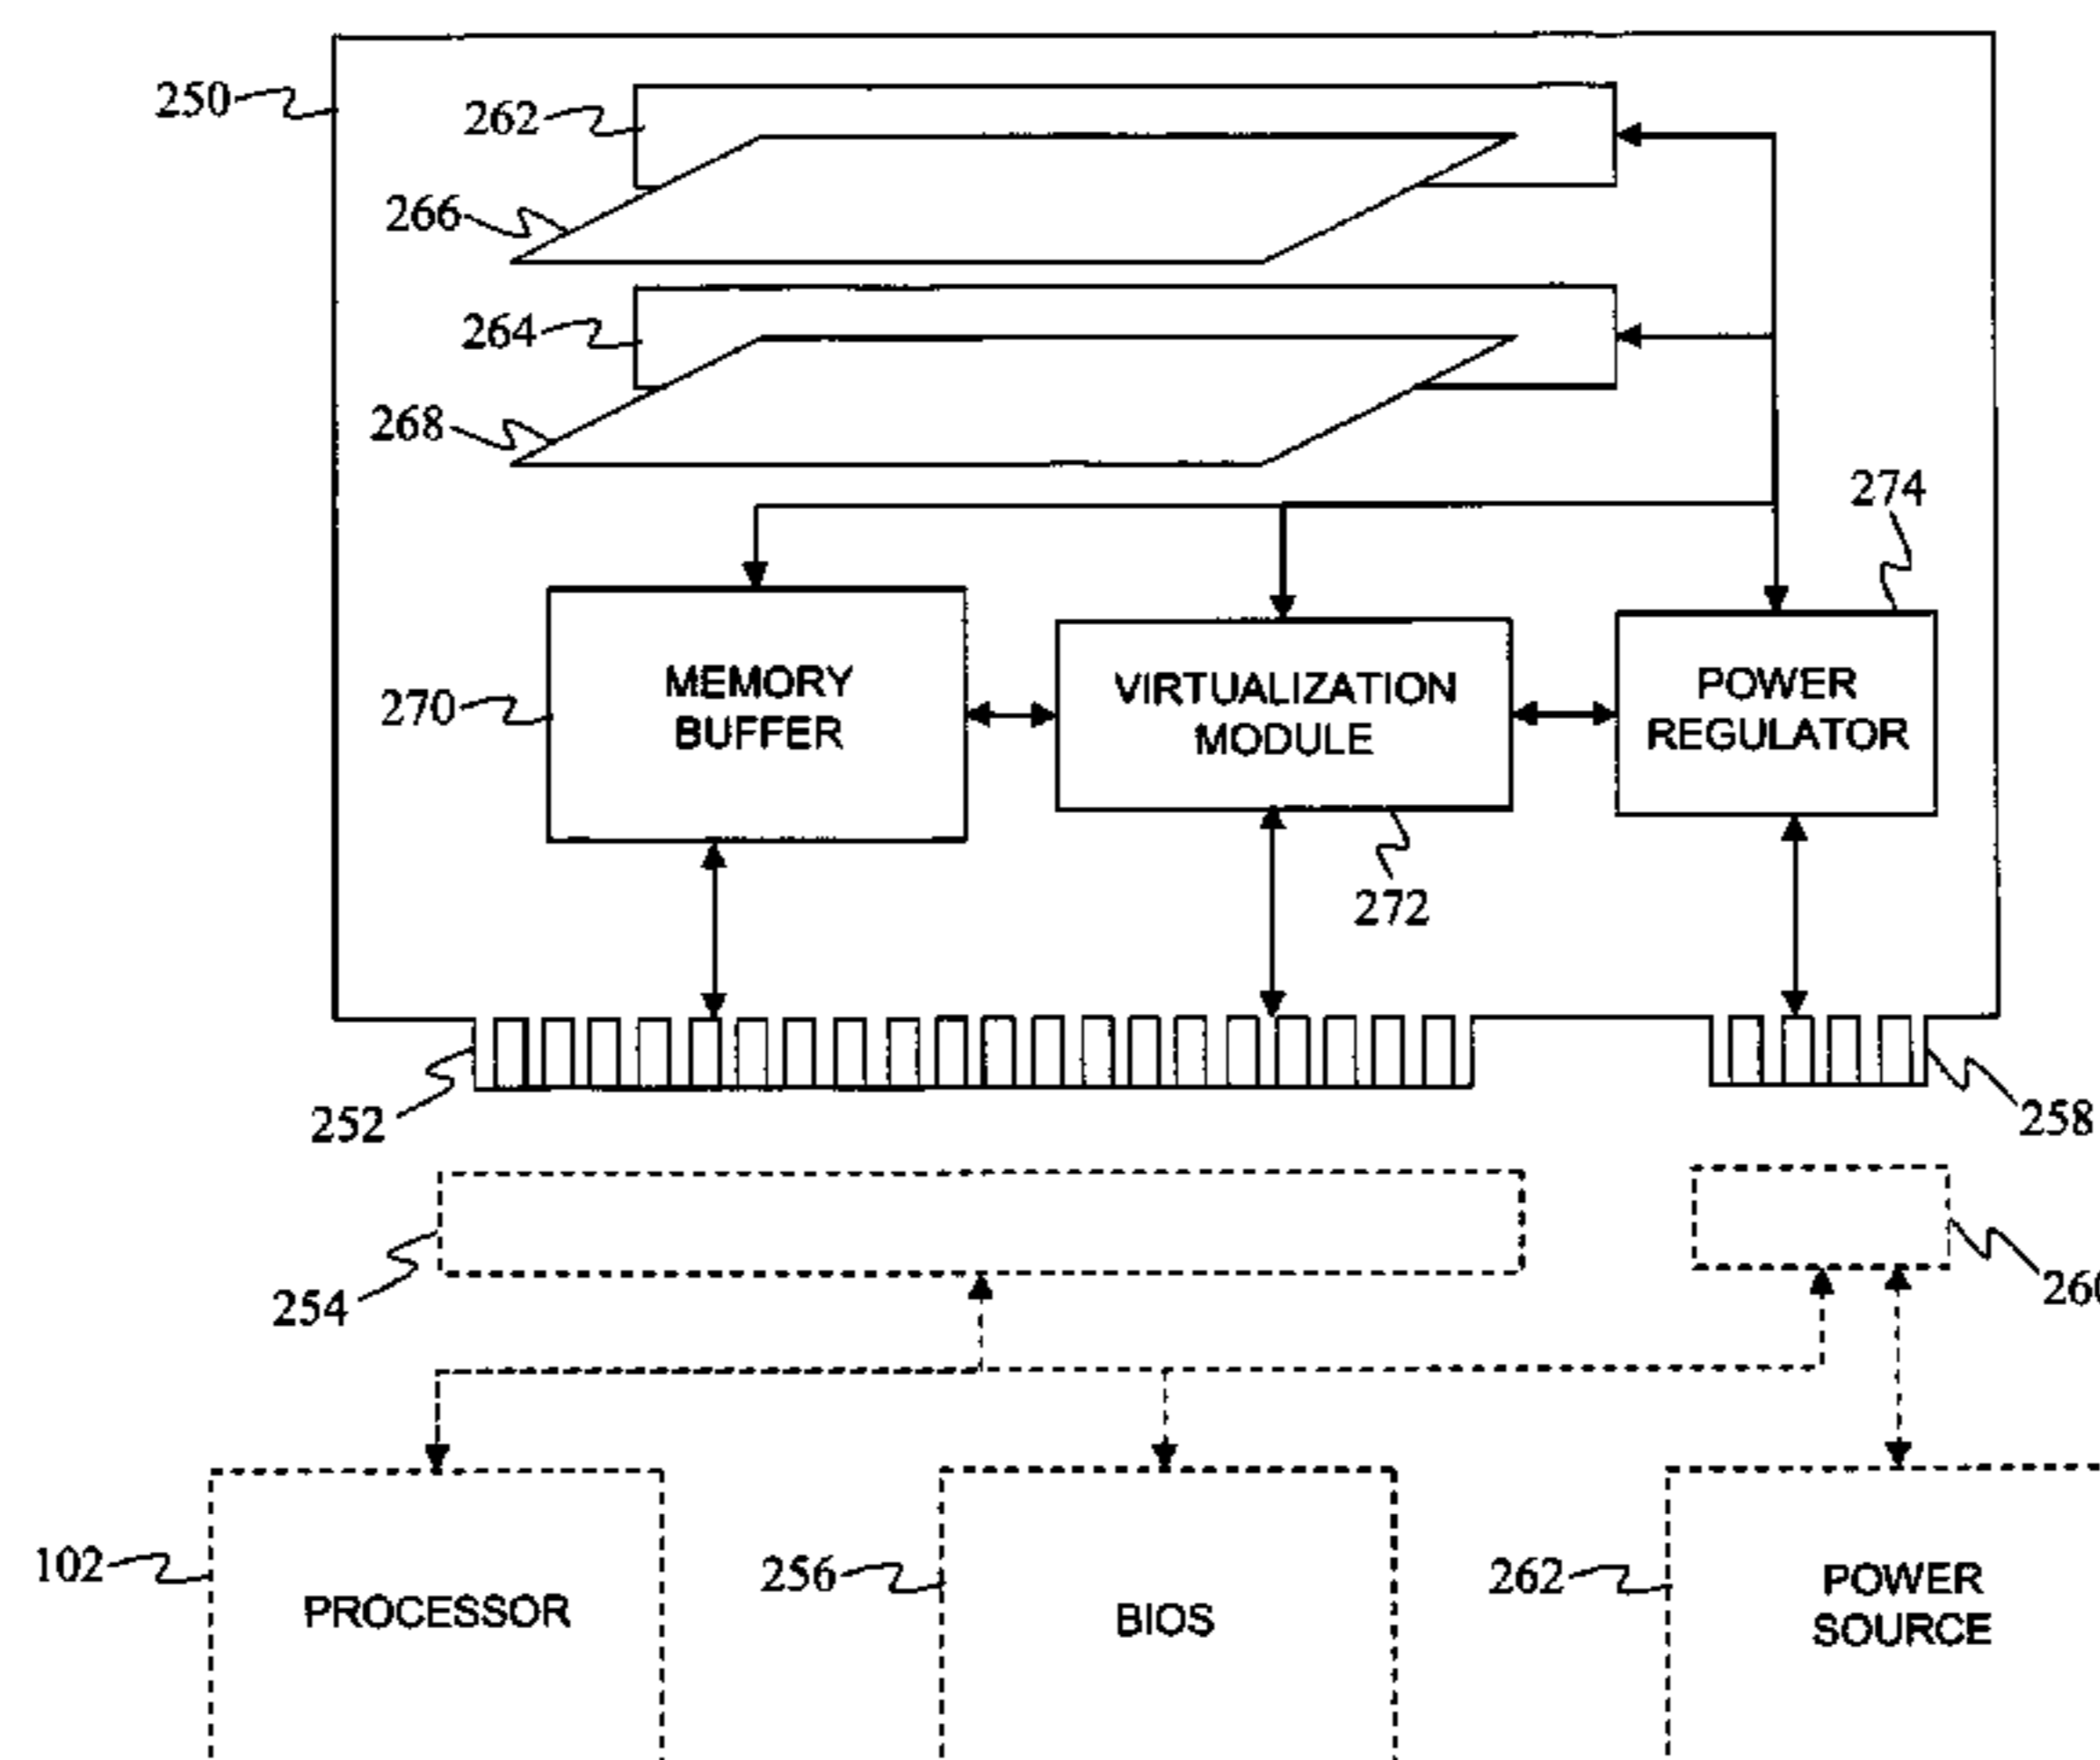 250
262
266
264
268
274
MEMORY
BUFFER
VIRTUALIZATION
MODULE
POWER
REGULATOR
270
272
252
258
254
260
102
PROCESSOR
256
BIOS
262
POWER
SOURCE